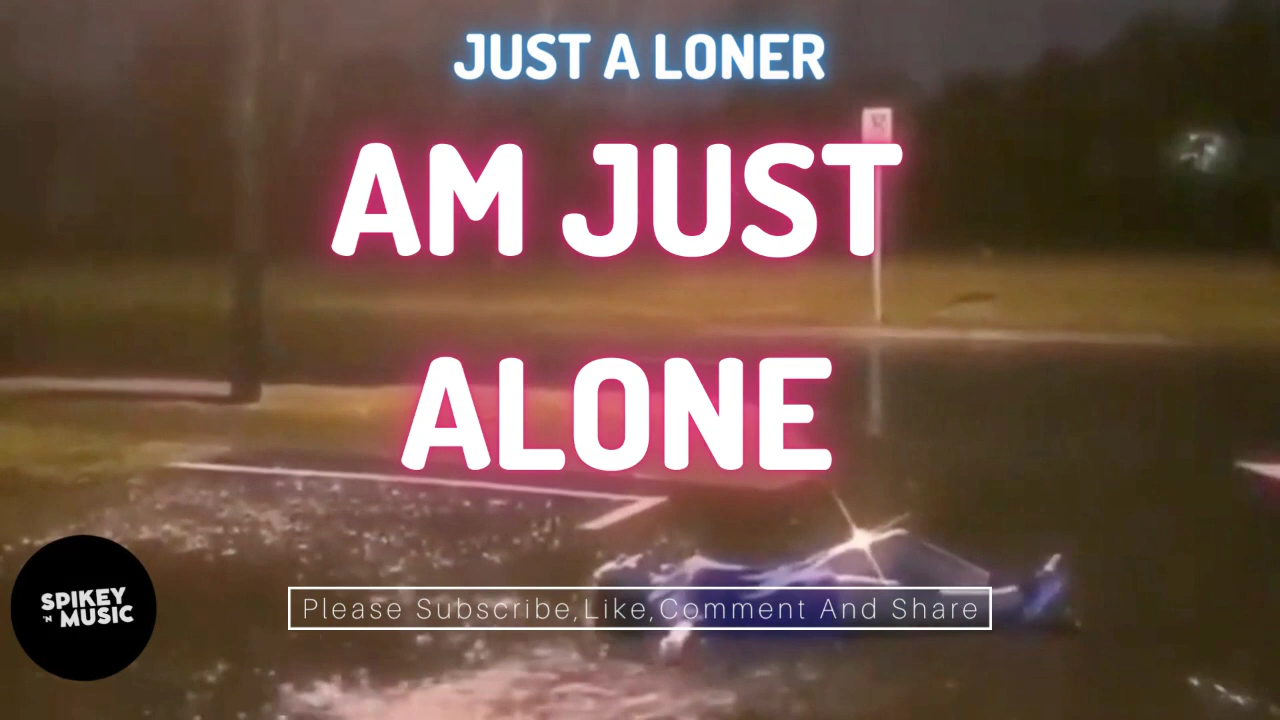 JUST A LONER
AM JUST
ALONE
Please Subscribe,Like,Comment And Share
SPIKEY
'N MUSIC